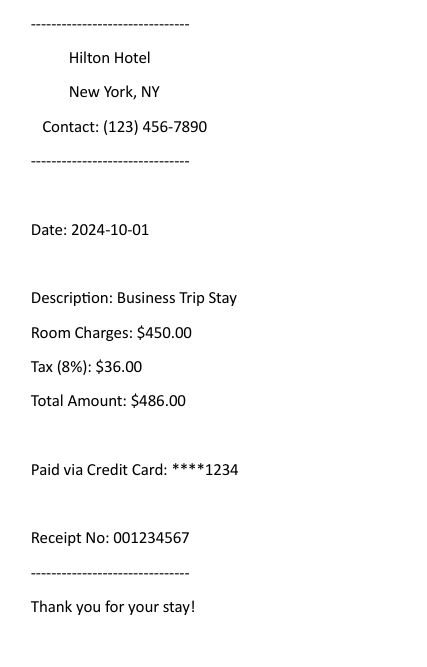 -------------------------------
Hilton Hotel
New York, NY
Contact: (123) 456-7890
-------------------------------
Date: 2024-10-01
Description: Business Trip Stay
Room Charges: $450.00
Tax (8%): $36.00
Total Amount: $486.00
Paid via Credit Card: ****1234
Receipt No: 001234567
-------------------------------
Thank you for your stay!